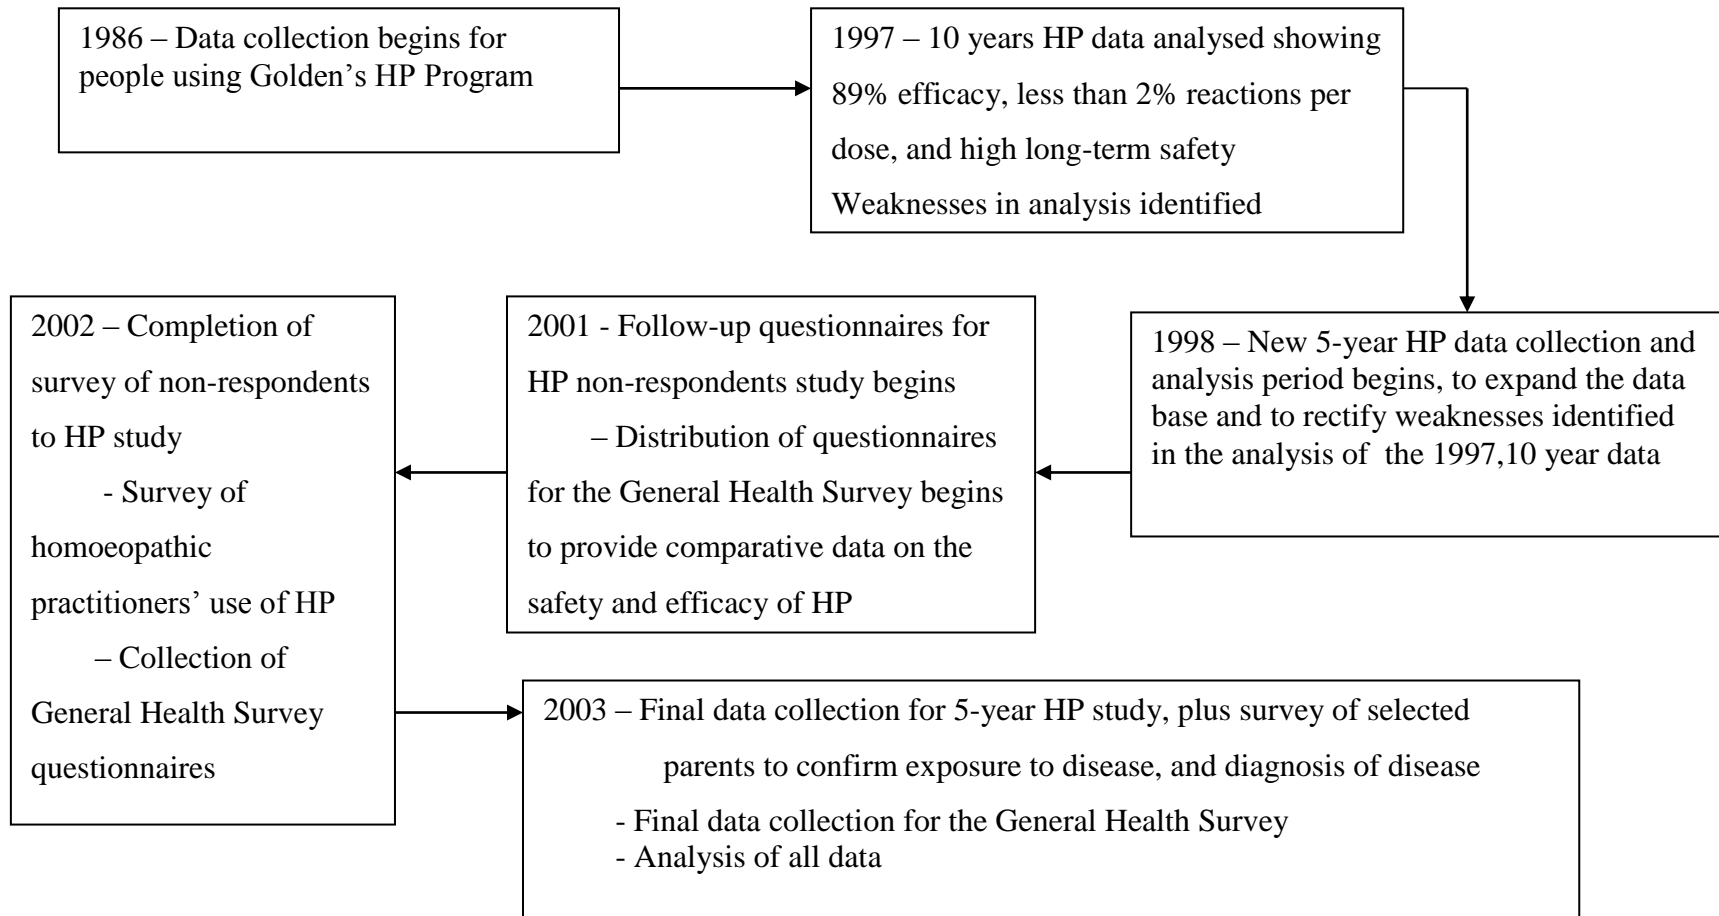 1986 – Data collection begins for
people using Golden’s HP Program
1997 – 10 years HP data analysed showing
89% efficacy, less than 2% reactions per
dose, and high long-term safety
Weaknesses in analysis identified
1998 – New 5-year HP data collection and
analysis period begins, to expand the data
base and to rectify weaknesses identified
in the analysis of the 1997,10 year data
2001 - Follow-up questionnaires for
HP non-respondents study begins
– Distribution of questionnaires
for the General Health Survey begins
to provide comparative data on the
safety and efficacy of HP
2002 – Completion of
survey of non-respondents
to HP study
- Survey of
homoeopathic
practitioners’ use of HP
– Collection of
General Health Survey
questionnaires
2003 – Final data collection for 5-year HP study, plus survey of selected
parents to confirm exposure to disease, and diagnosis of disease
- Final data collection for the General Health Survey
- Analysis of all data